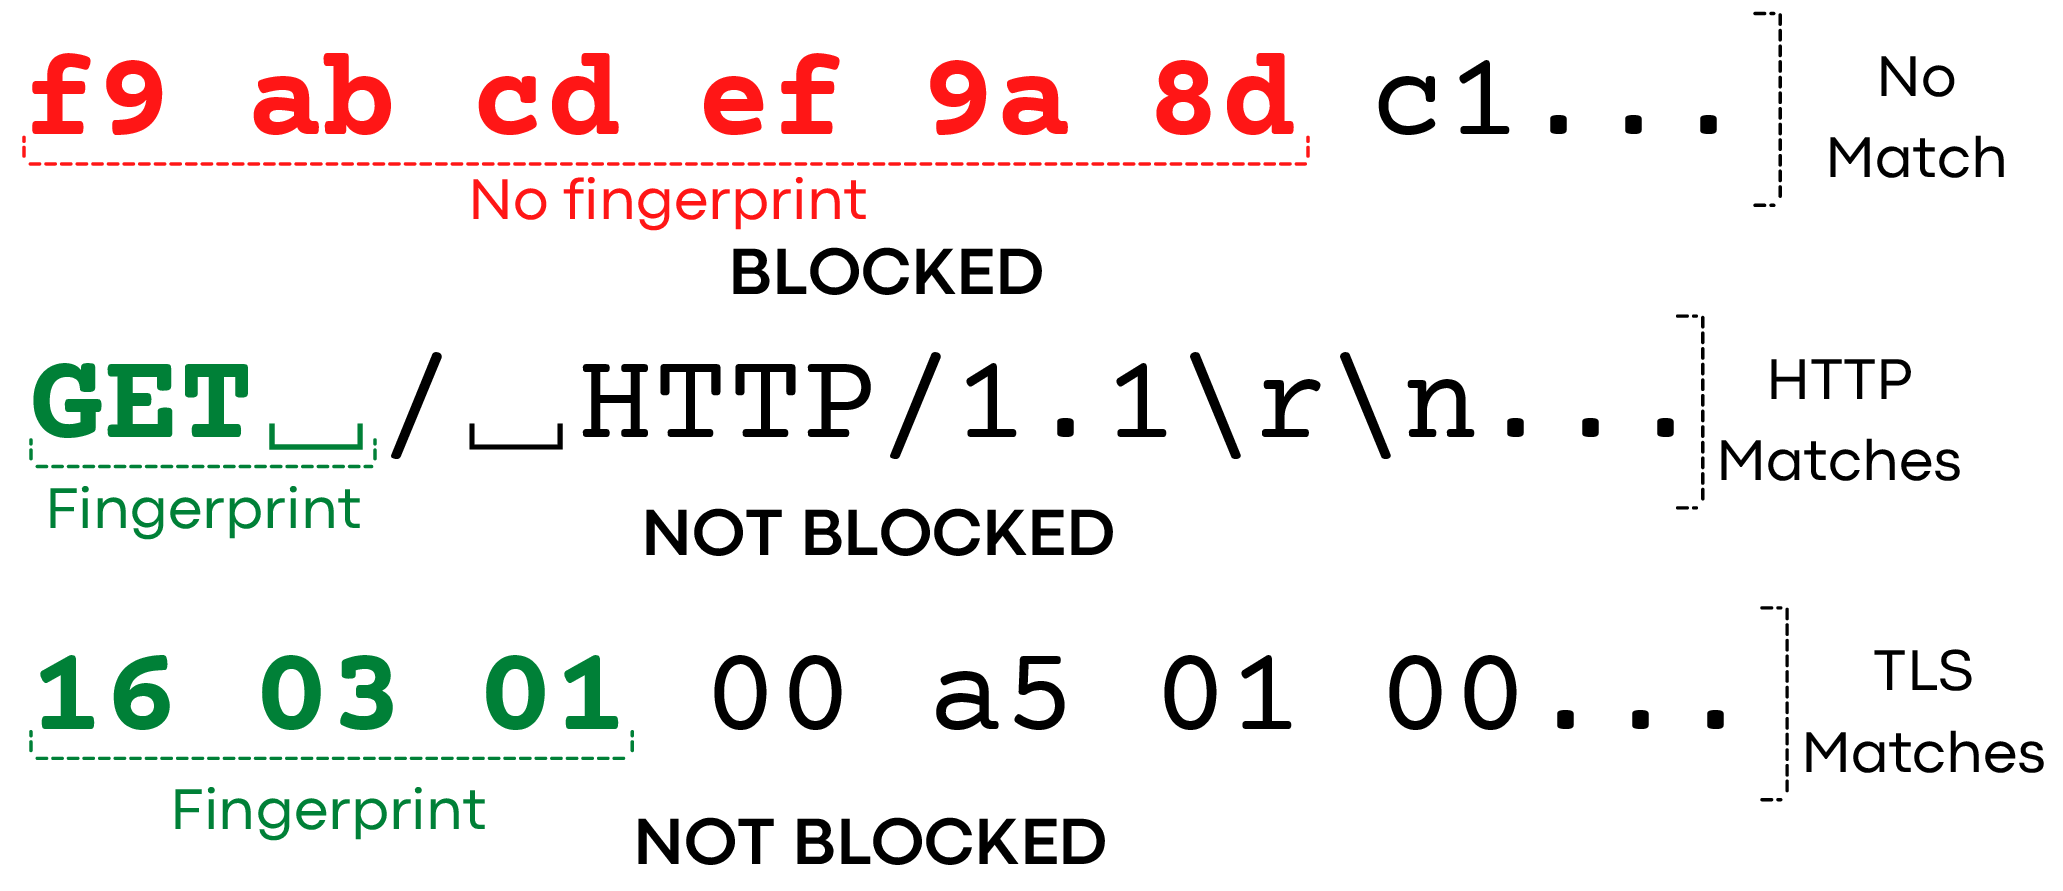 f9 ab cd ef 9a 8d c1...
No
Match
No fingerprint
BLOCKED
GET␣/␣HTTP/1.1\r\n...
HTTP
Matches
Fingerprint
NOT BLOCKED
16 03 01 00 a5 01 00...
TLS
Matches
Fingerprint
NOT BLOCKED